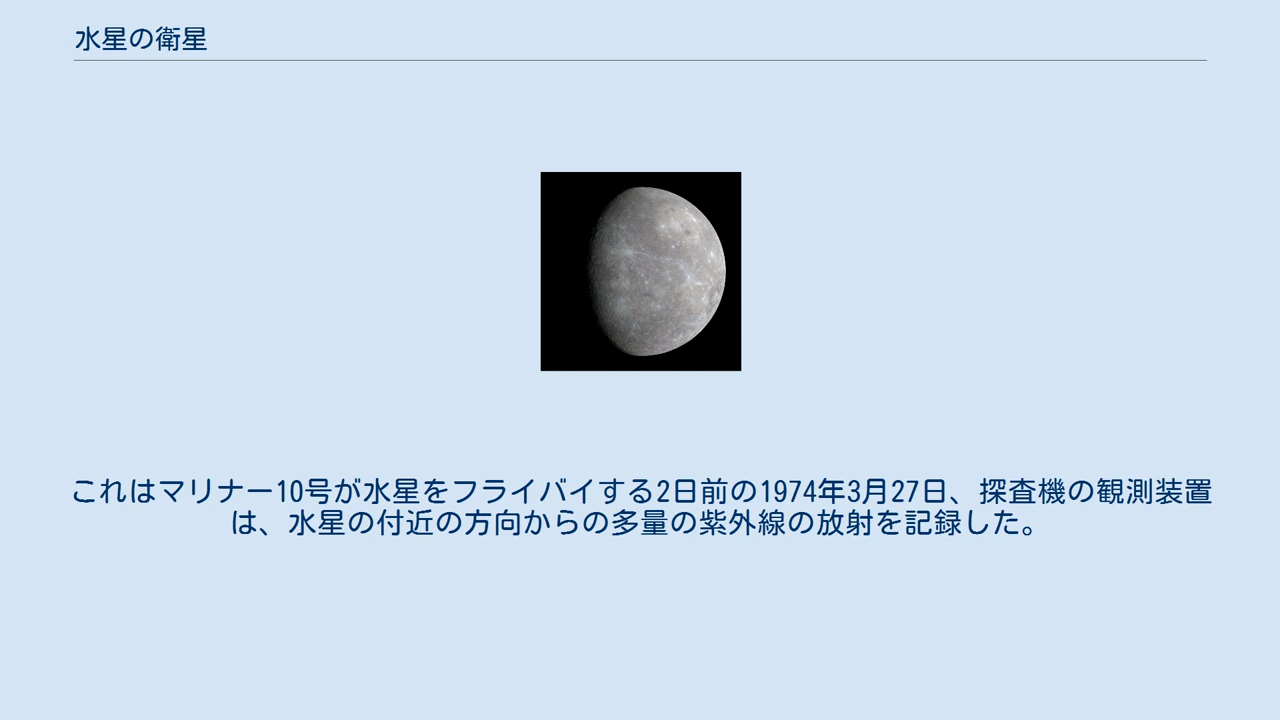 水星の衛星
これはマリナー10号が水星をフライバイする2日前の1974年3月27日、探査機の観測装置
は、水星の付近の方向からの多量の紫外線の放射を記録した。